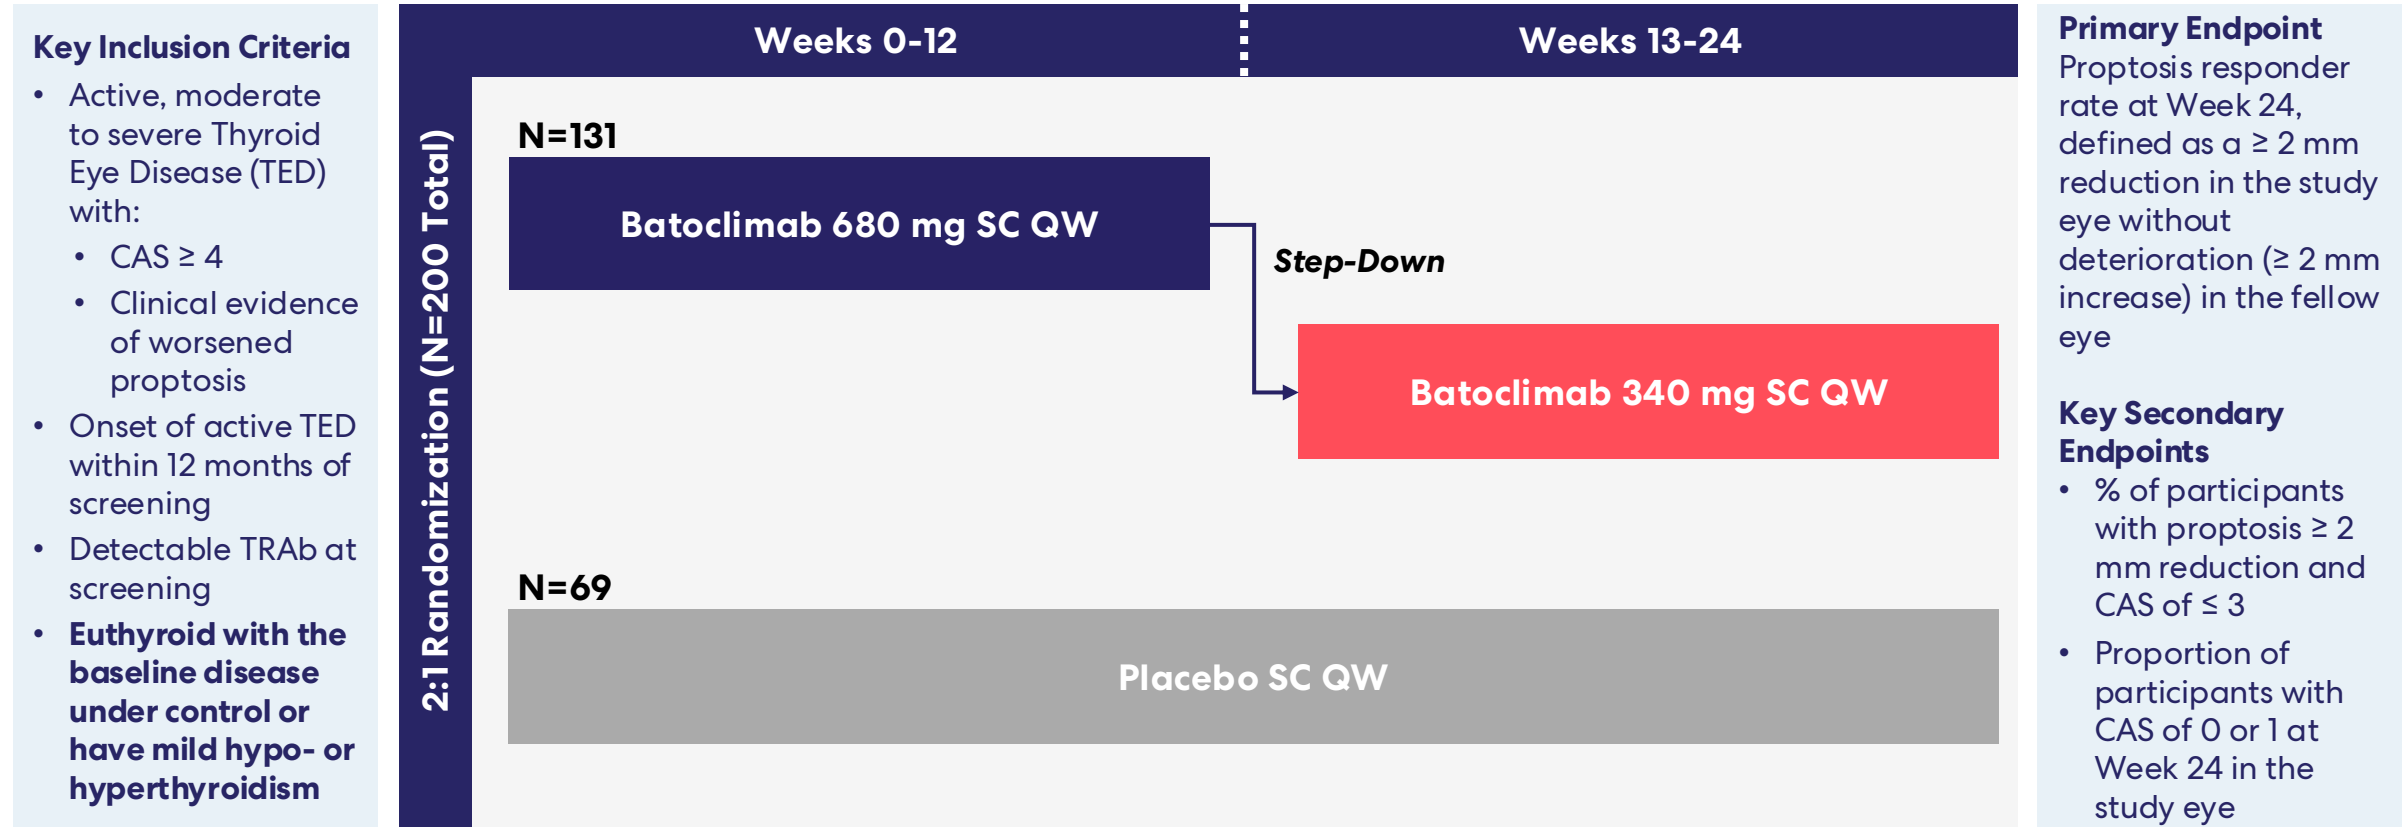 Key Inclusion Criteria
• Active, moderate
to severe Thyroid
Eye Disease (TED)
with:
• CAS ≥ 4
• Clinical evidence
of worsened
proptosis
• Onset of active TED
within 12 months of
screening
• Detectable TRAb at
screening
• Euthyroid with the
baseline disease
under control or
have mild hypo- or
hyperthyroidism
2:1 Randomization (N=200 Total)
Weeks 0-12
Weeks 13-24
N=131
Batoclimab 680 mg SC QW
Step-Down
Batoclimab 340 mg SC QW
N=69
Placebo SC QW
Primary Endpoint
Proptosis responder
rate at Week 24,
defined as a ≥ 2 mm
reduction in the study
eye without
deterioration (≥ 2 mm
increase) in the fellow
eye
Key Secondary
Endpoints
• % of participants
with proptosis ≥ 2
mm reduction and
CAS of ≤ 3
• Proportion of
participants with
CAS of 0 or 1 at
Week 24 in the
study eye